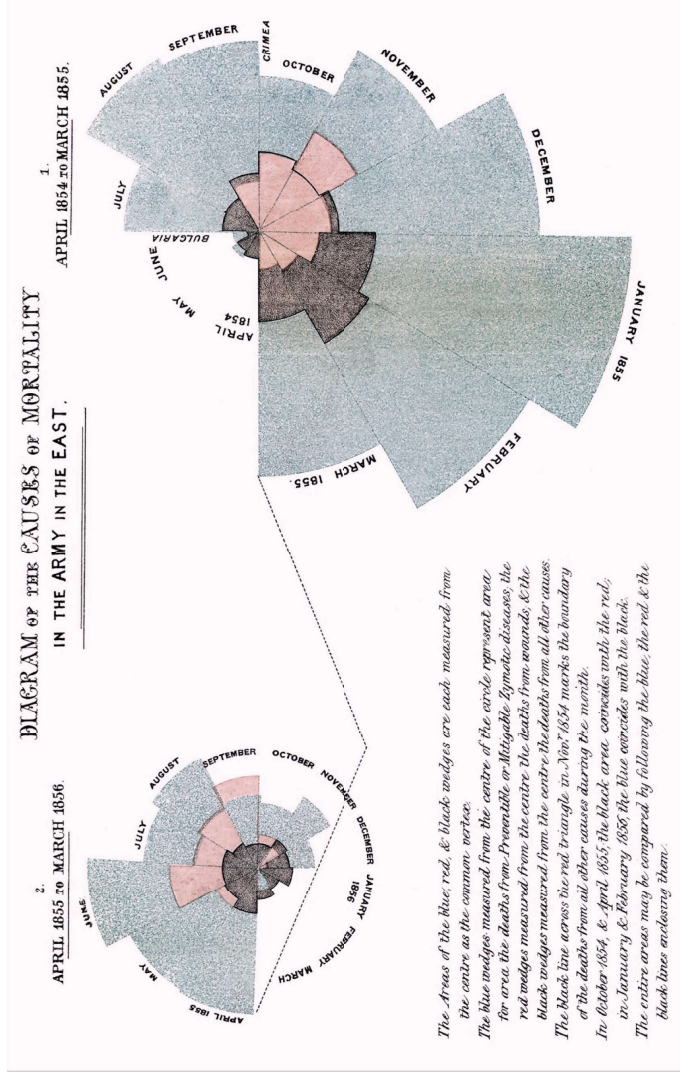 DIAGRAM OF THE CAUSES OF MORTALITY
IN THE ARMY IN THE EAST.
2.
APRIL 1855 TO MARCH 1856.
1.
APRIL 1854 TO MARCH 1855.
APRIL 1855
MAY
JUNE
JULY
AUGUST
SEPTEMBER
OCTOBER
NOVEMBER
DECEMBER
JANUARY
1856
FEBRUARY
MARCH
APRIL
1854
MAY
JUNE
BULGARIA
JULY
AUGUST
SEPTEMBER
CRIMEA
OCTOBER
NOVEMBER
DECEMBER
JANUARY 1855
FEBRUARY
MARCH 1855.
The Areas of the blue, red, & black wedges are each measured from
the centre as the common vertex.
The blue wedges measured from the centre of the circle represent area
for area the deaths from Preventible or Mitigable Zymotic diseases; the
red wedges measured from the centre the deaths from wounds; & the
black wedges measured from the centre the deaths from all other causes.
The black line across the red triangle in Novr. 1854 marks the boundary
of the deaths from all other causes during the month.
In October 1854, & April 1855, the black area coincides with the red;
in January & February 1856, the blue coincides with the black.
The entire areas may be compared by following the blue, the red & the
black lines enclosing them.